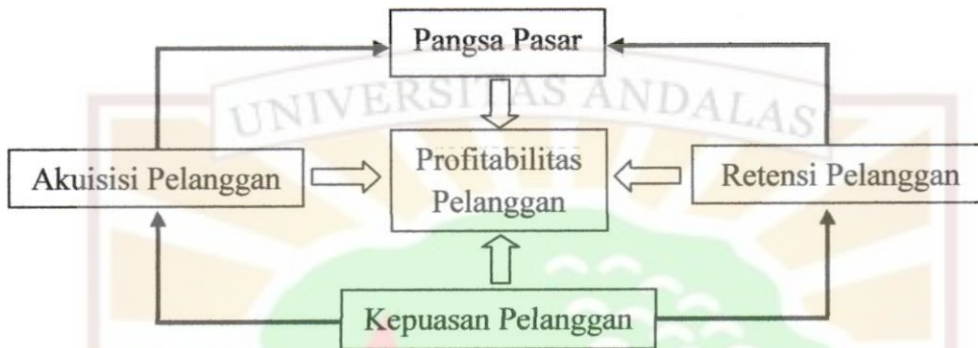 Pangsa Pasar
UNIVERSITAS ANDALAS
Akuisisi Pelanggan
Profitabilitas
Pelanggan
Retensi Pelanggan
Kepuasan Pelanggan